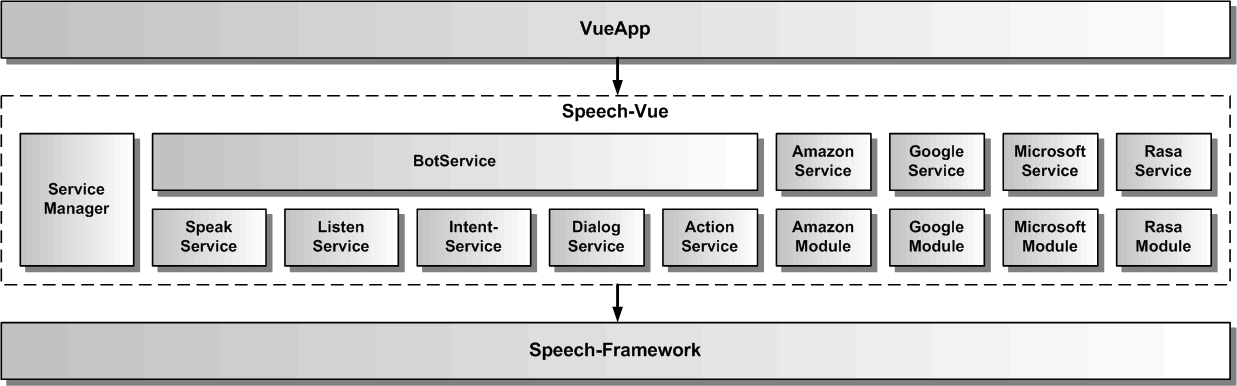 VueApp
Speech-Vue
Service
Manager
BotService
Amazon
Service
Google
Service
Microsoft
Service
Rasa
Service
Speak
Service
Listen
Service
Intent-
Service
Dialog
Service
Action
Service
Amazon
Module
Google
Module
Microsoft
Module
Rasa
Module
Speech-Framework